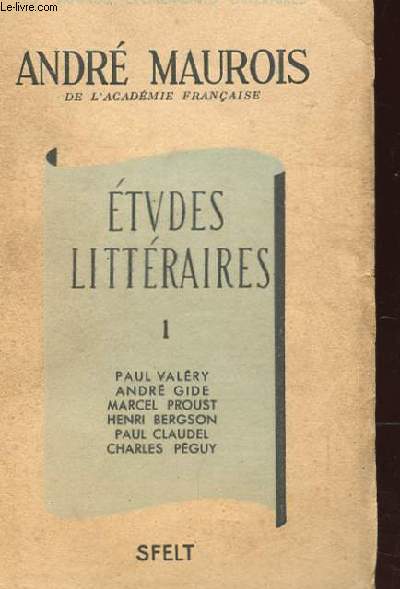 Le-livre
ANDRÉ MAUROIS
DE L'ACADÉMIE FRANÇAISE
ÉTVDES
LITTÉRAIRES
1
PAUL VALÉRY
ANDRÉ GIDE
MARCEL PROUST
HENRI BERGSON
PAUL CLAUDEL
CHARLES PÉGUY
SFELT